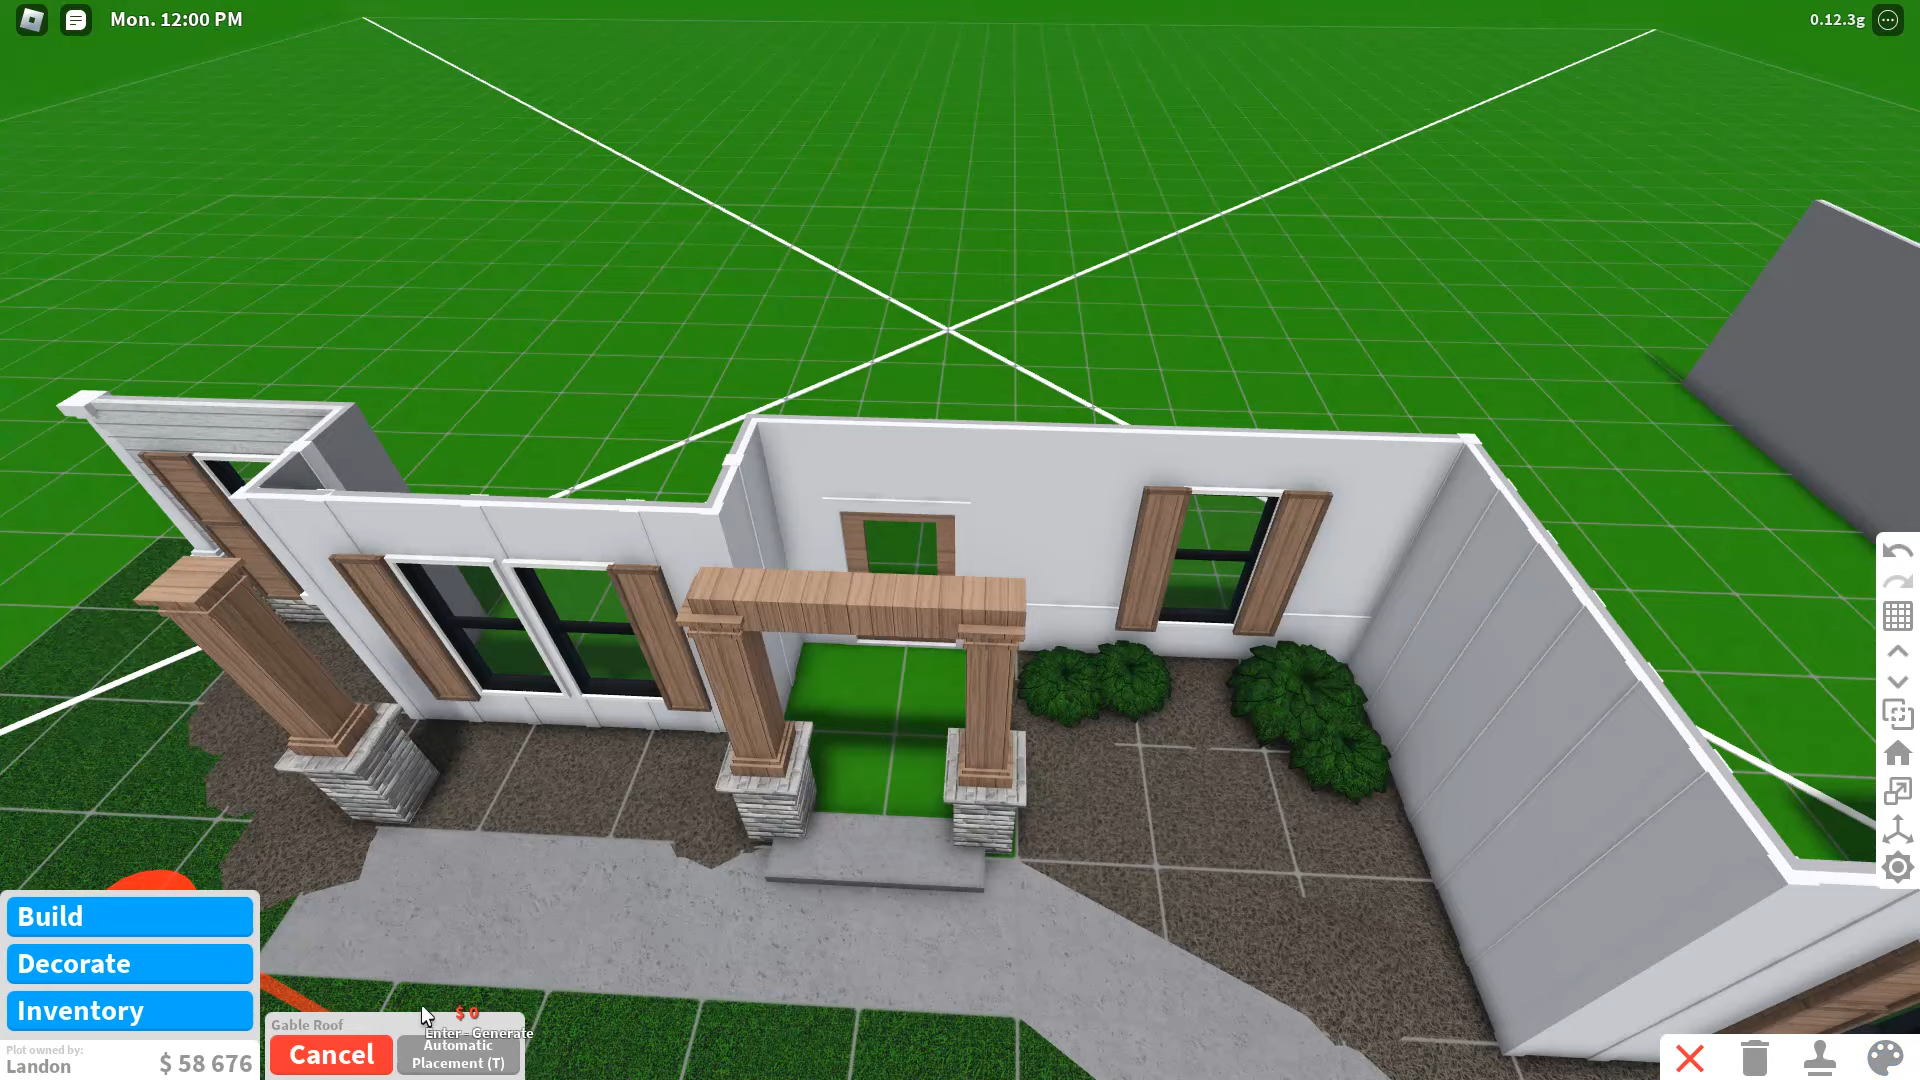 Mon. 12:00 PM
0.12.3g
Build
Decorate
Inventory
Plot owned by:
Landon
$ 58 676
Gable Roof
$ 0
Enter - Generate
Cancel
Automatic
Placement (T)